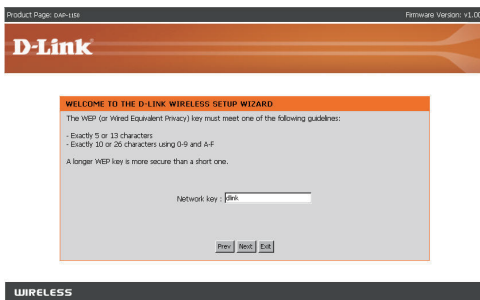 Product Page: DAP-1150
Firmware Version: v1.00
D-Link
WELCOME TO THE D-LINK WIRELESS SETUP WIZARD
The WEP (or Wired Equivalent Privacy) key must meet one of the following guidelines:
- Exactly 5 or 13 characters
- Exactly 10 or 26 characters using 0-9 and A-F
A longer WEP key is more secure than a short one.
Network key : dlink
Prev Next Exit
WIRELESS